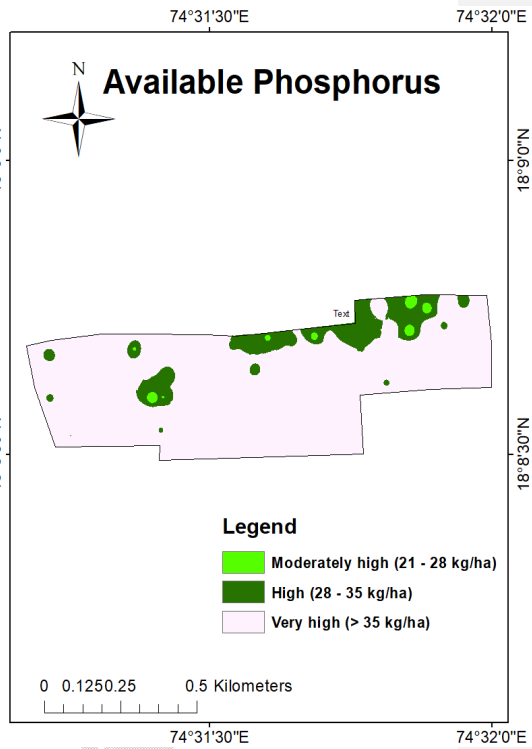 74°31'30"E 74°32'0"E
N
Available Phosphorus
18°9'0"N
Text
18°8'30"N
Legend
Moderately high (21 - 28 kg/ha)
High (28 - 35 kg/ha)
Very high (> 35 kg/ha)
0 0.125 0.25 0.5 Kilometers
74°31'30"E 74°32'0"E